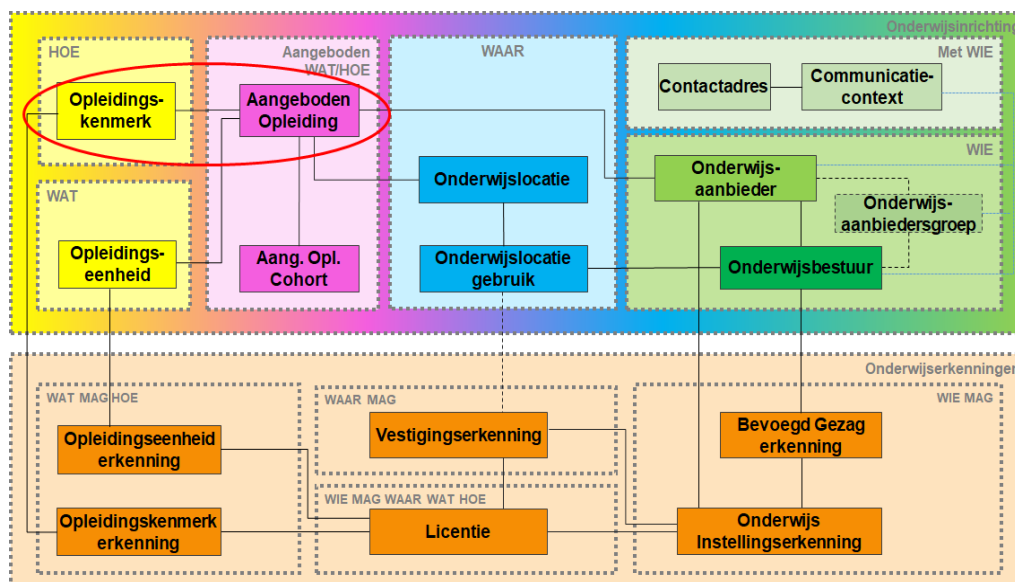 Onderwijsinrichting
HOE
Aangeboden
WAT/HOE
WAAR
Met WIE
Opleidings-
kenmerk
Aangeboden
Opleiding
Contactadres
Communicatie-
context
WIE
WAT
Onderwijslocatie
Onderwijs-
aanbieder
Onderwijs-
aanbiedersgroep
Opleidings-
eenheid
Aang. Opl.
Cohort
Onderwijslocatie
gebruik
Onderwijsbestuur
Onderwijserkenningen
WAT MAG HOE
WAAR MAG
WIE MAG
Opleidingseenheid
erkenning
Vestigingserkenning
Bevoegd Gezag
erkenning
WIE MAG WAAR WAT HOE
Opleidingskenmerk
erkenning
Licentie
Onderwijs
Instellingserkenning